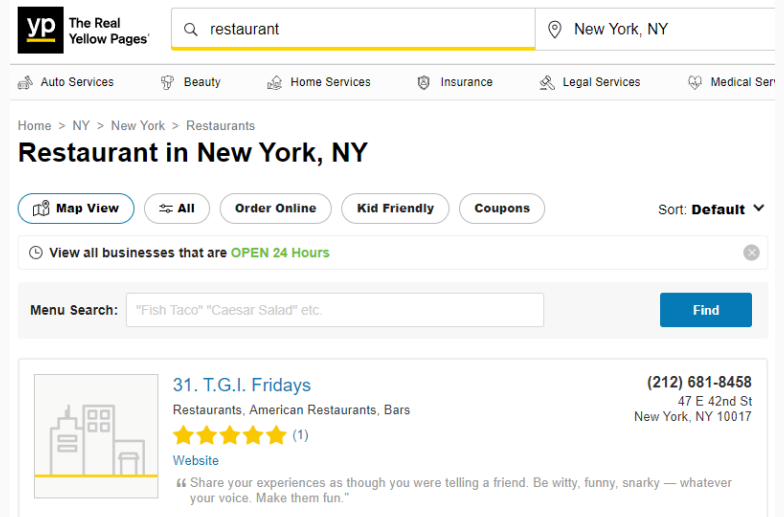 yp The Real Yellow Pages®
restaurant
New York, NY
Auto Services Beauty Home Services Insurance Legal Services Medical Ser
Home > NY > New York > Restaurants
Restaurant in New York, NY
Map View All Order Online Kid Friendly Coupons Sort: Default
View all businesses that are OPEN 24 Hours
Menu Search: "Fish Taco" "Caesar Salad" etc. Find
31. T.G.I. Fridays
Restaurants, American Restaurants, Bars
(1)
Website
“ Share your experiences as though you were telling a friend. Be witty, funny, snarky — whatever
your voice. Make them fun."
(212) 681-8458
47 E 42nd St
New York, NY 10017